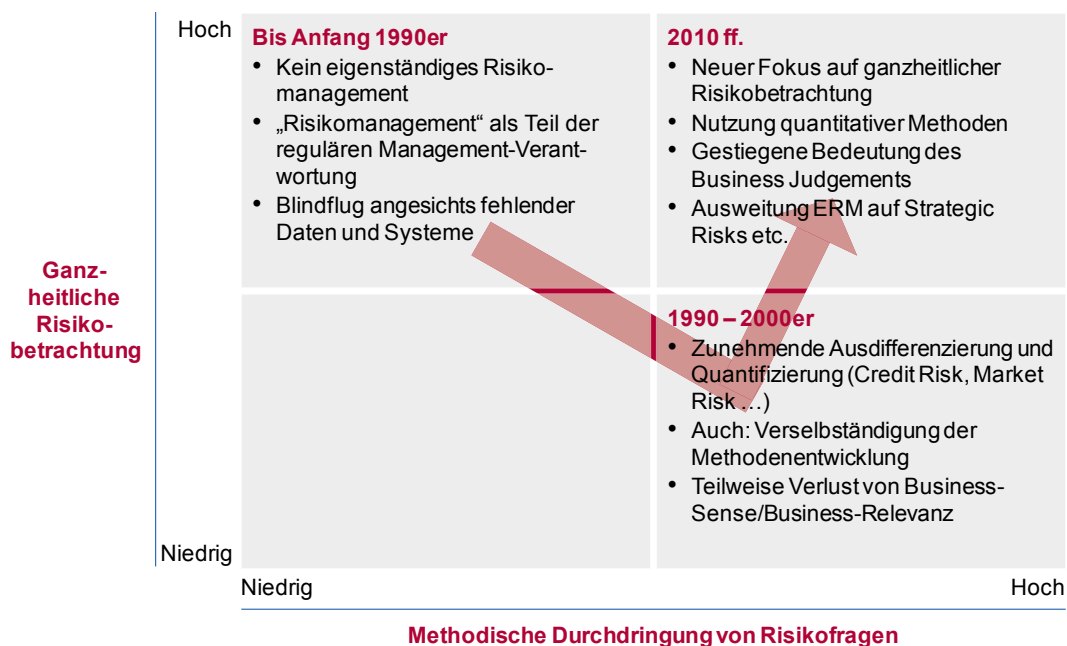 Hoch
Bis Anfang 1990er
• Kein eigenständiges Risiko-
management
• „Risikomanagement“ als Teil der
regulären Management-Verant-
wortung
• Blindflug angesichts fehlender
Daten und Systeme
2010 ff.
• Neuer Fokus auf ganzheitlicher
Risikobetrachtung
• Nutzung quantitativer Methoden
• Gestiegene Bedeutung des
Business Judgements
• Ausweitung ERM auf Strategic
Risks etc.
Ganz-
heitliche
Risiko-
betrachtung
1990 – 2000er
• Zunehmende Ausdifferenzierung und
Quantifizierung (Credit Risk, Market
Risk …)
• Auch: Verselbständigung der
Methodenentwicklung
• Teilweise Verlust von Business-
Sense/Business-Relevanz
Niedrig
Niedrig
Hoch
Methodische Durchdringung von Risikofragen